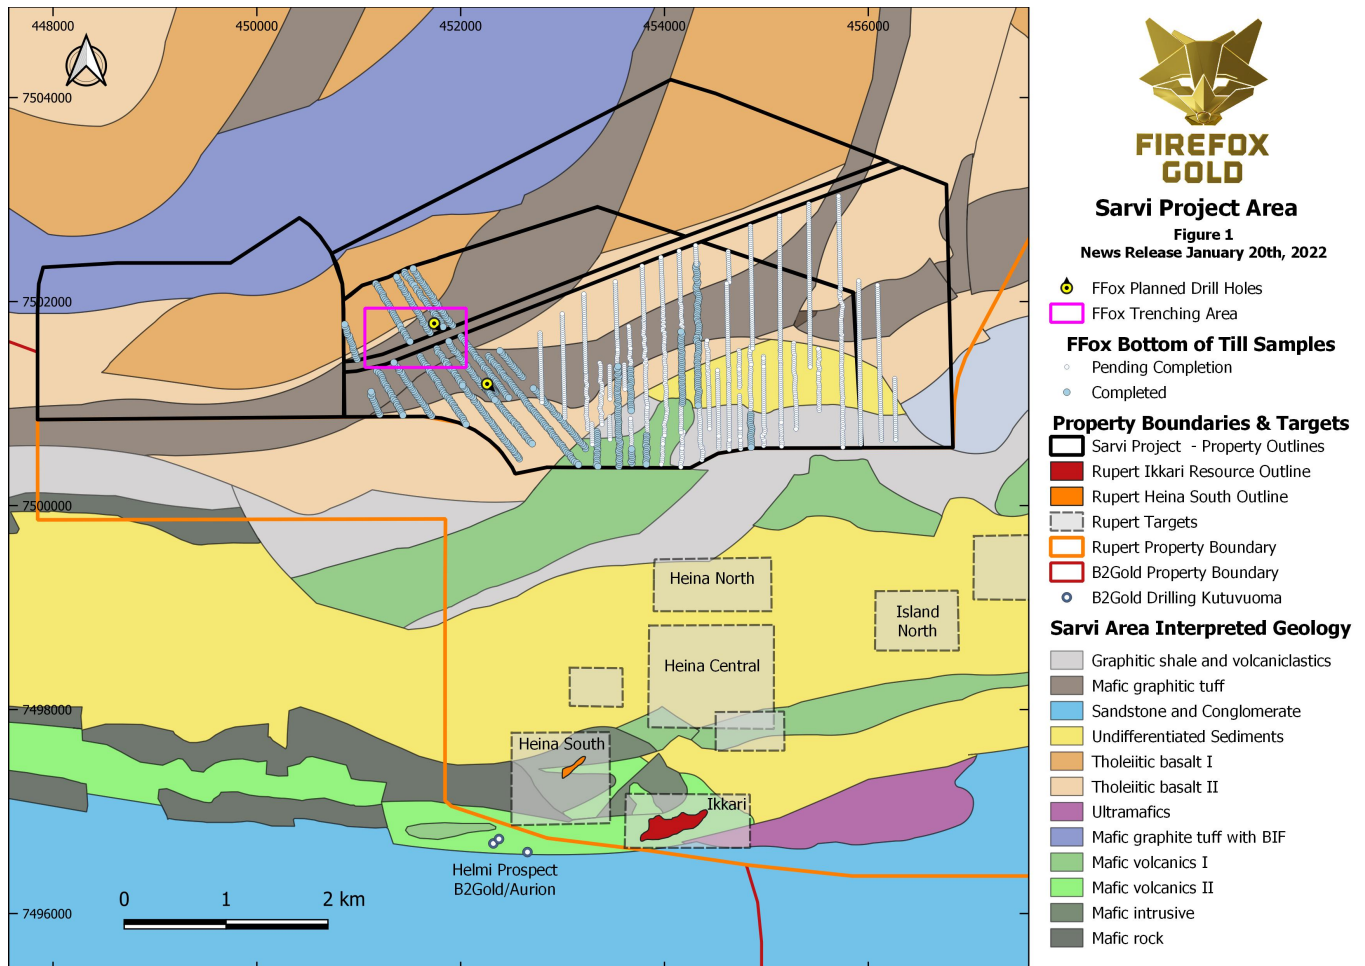 448000
450000
452000
454000
456000
7504000
7502000
7500000
7498000
7496000
Heina North
Island
North
Heina Central
Heina South
Ikkari
Helmi Prospect
B2Gold/Aurion
0 1 2 km
FIREFOX
GOLD
Sarvi Project Area
Figure 1
News Release January 20th, 2022
FFox Planned Drill Holes
FFox Trenching Area
FFox Bottom of Till Samples
Pending Completion
Completed
Property Boundaries & Targets
Sarvi Project - Property Outlines
Rupert Ikkari Resource Outline
Rupert Heina South Outline
Rupert Targets
Rupert Property Boundary
B2Gold Property Boundary
B2Gold Drilling Kutuvuoma
Sarvi Area Interpreted Geology
Graphitic shale and volcaniclastics
Mafic graphitic tuff
Sandstone and Conglomerate
Undifferentiated Sediments
Tholeiitic basalt I
Tholeiitic basalt II
Ultramafics
Mafic graphite tuff with BIF
Mafic volcanics I
Mafic volcanics II
Mafic intrusive
Mafic rock